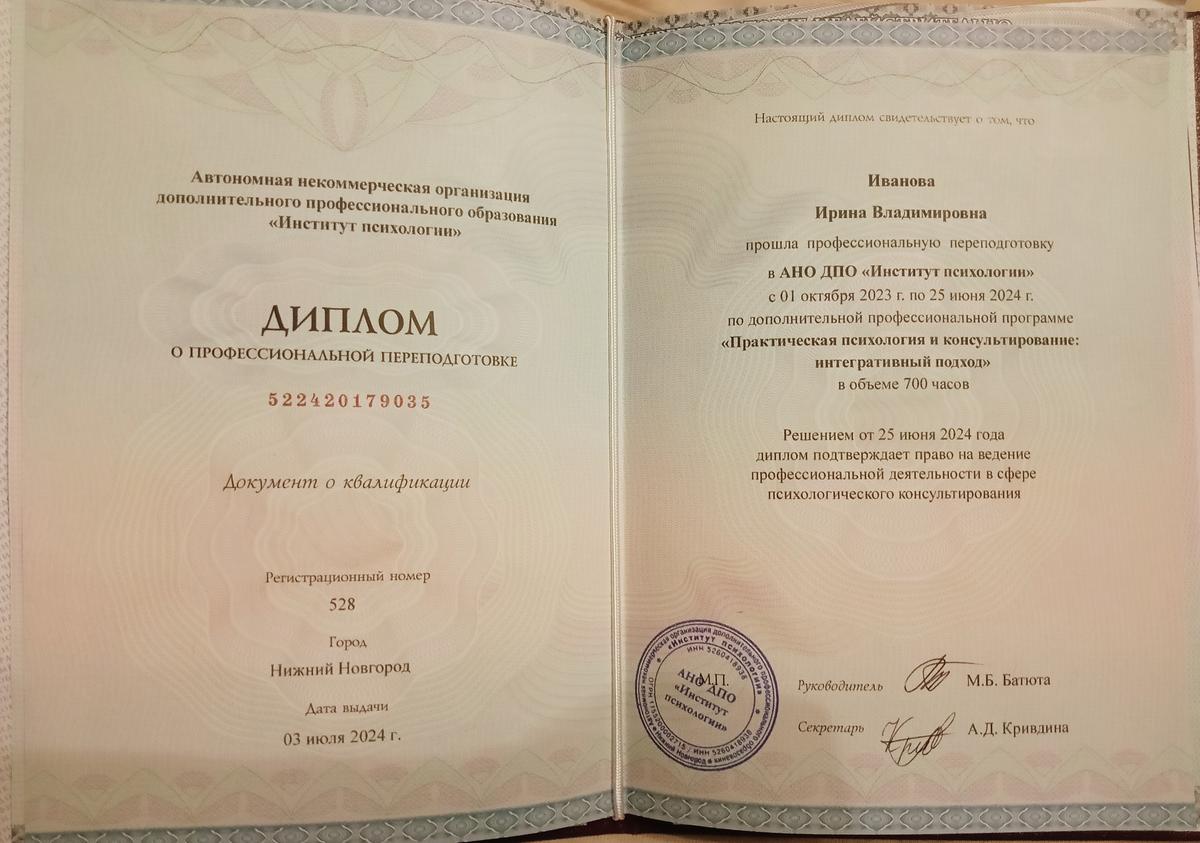 Автономная некоммерческая организация
дополнительного профессионального образования
«Институт психологии»
ДИПЛОМ
О ПРОФЕССИОНАЛЬНОЙ ПЕРЕПОДГОТОВКЕ
522420179035
Документ о квалификации
Регистрационный номер
528
Город
Нижний Новгород
Дата выдачи
03 июля 2024 г.
Настоящий диплом свидетельствует о том, что
Иванова
Ирина Владимировна
прошла профессиональную переподготовку
в АНО ДПО «Институт психологии»
с 01 октября 2023 г. по 25 июня 2024 г.
по дополнительной профессиональной программе
«Практическая психология и консультирование:
интегративный подход»
в объеме 700 часов
Решением от 25 июня 2024 года
диплом подтверждает право на ведение
профессиональной деятельности в сфере
психологического консультирования
М.П.
АНО ДПО
«Институт
психологии»
«Институт психологии»
ИНН 5260418938
Руководитель М.Б. Батюта
Секретарь А.Д. Кривдина